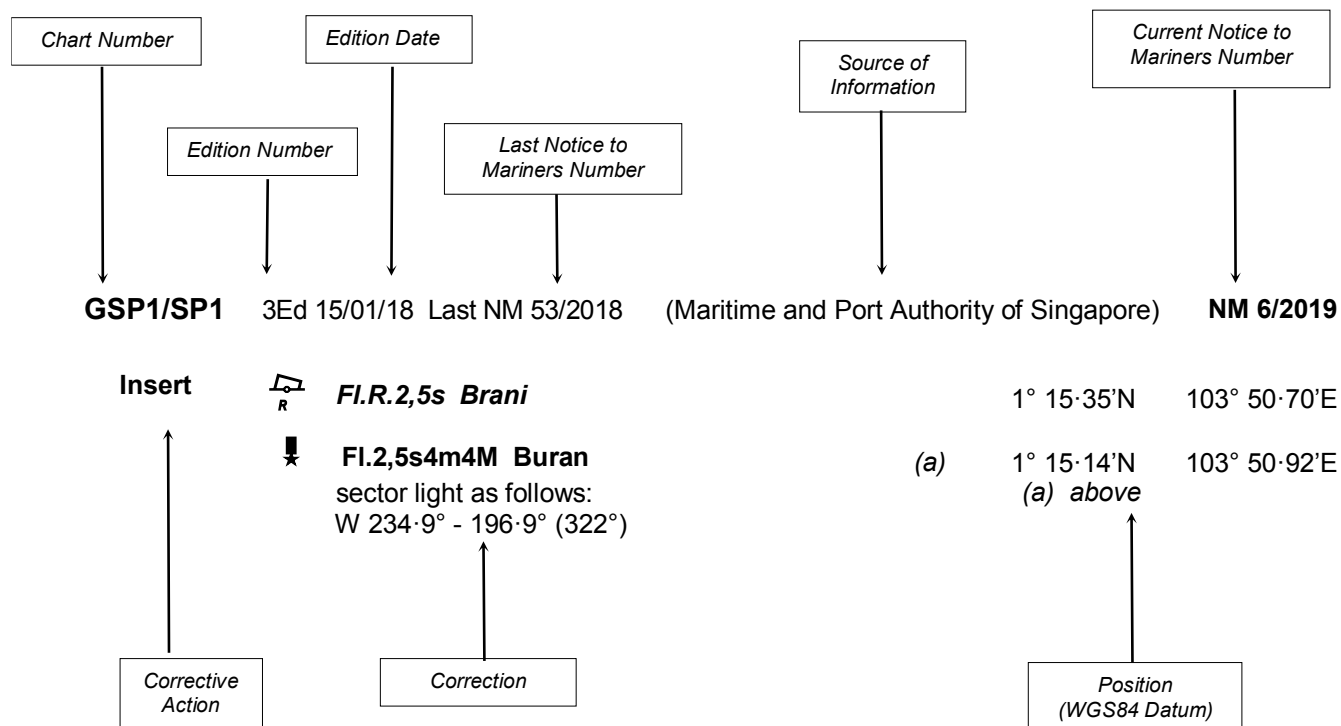 Chart Number
Edition Date
Source of
Information
Current Notice to
Mariners Number
Edition Number
Last Notice to
Mariners Number
GSP1/SP1 3Ed 15/01/18 Last NM 53/2018 (Maritime and Port Authority of Singapore) NM 6/2019
Insert R Fl.R.2,5s Brani 1° 15·35’N 103° 50·70’E
Fl.2,5s4m4M Buran (a) 1° 15·14’N 103° 50·92’E
sector light as follows: (a) above
W 234·9° - 196·9° (322°)
Corrective
Action
Correction
Position
(WGS84 Datum)